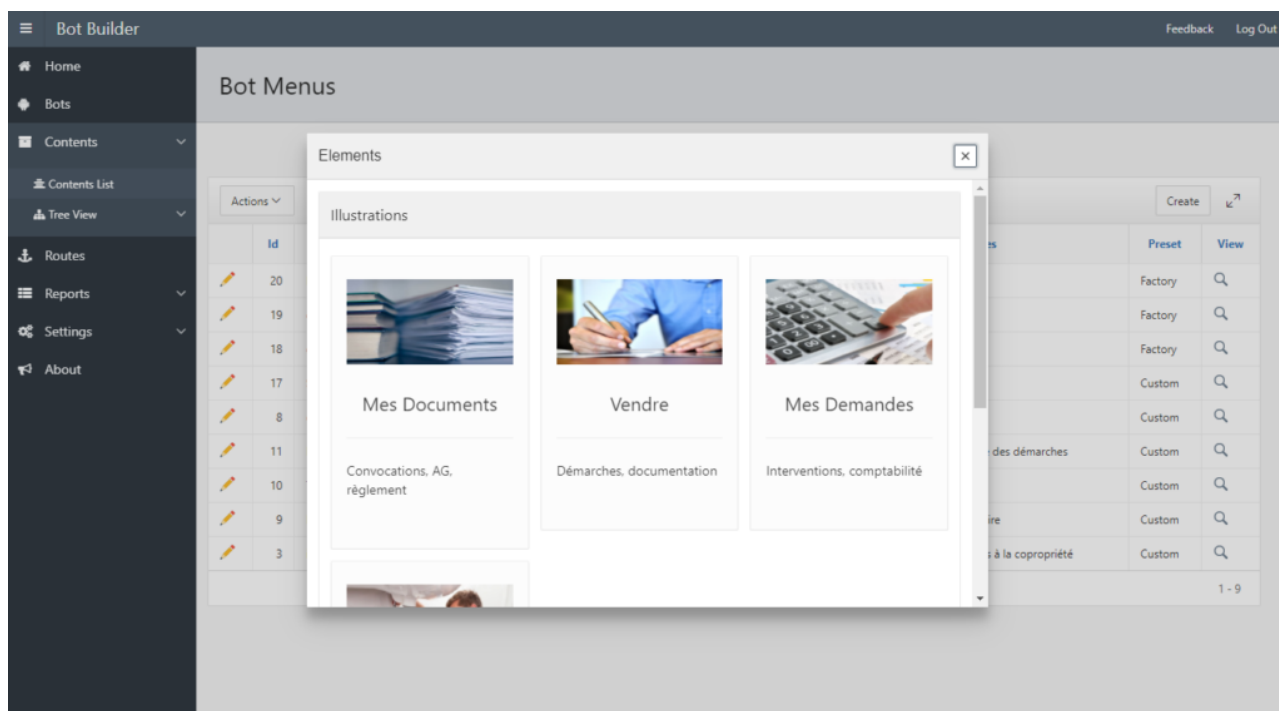 Bot Builder
Feedback
Log Out
Home
Bots
Contents
Contents List
Tree View
Routes
Reports
Settings
About
Bot Menus
Actions
Create
Id
Preset
View
20
Factory
19
Factory
18
Factory
17
Custom
8
Custom
11
des démarches
Custom
10
Custom
9
Custom
3
à la copropriété
Custom
1 - 9
Elements
Illustrations
Mes Documents
Convocations, AG,
règlement
Vendre
Démarches, documentation
Mes Demandes
Interventions, comptabilité